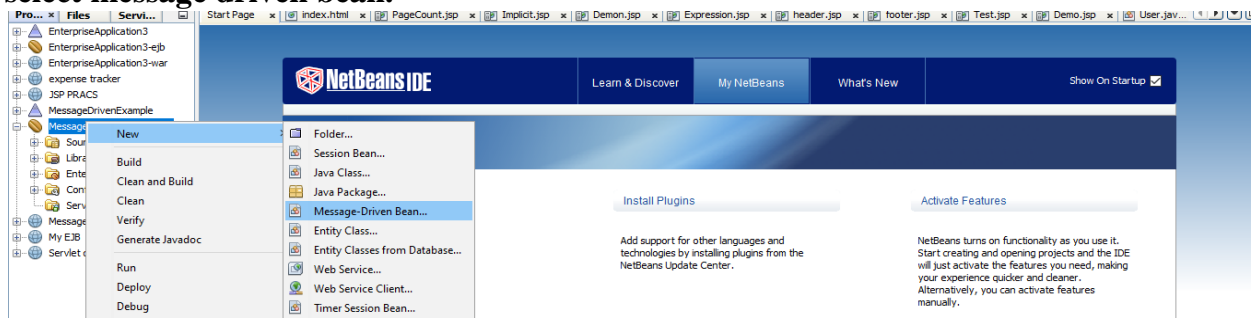 select message driven bean.
Pro... × Files Servi...
Start Page × index.html × PageCount.jsp × Implicit.jsp × Demon.jsp × Expression.jsp × header.jsp × footer.jsp × Test.jsp × Demo.jsp × User.jav...
EnterpriseApplication3
EnterpriseApplication3-ejb
EnterpriseApplication3-war
expense tracker
JSP PRACS
MessageDrivenExample
Message
Sour
Libra
Ente
Conf
Serv
Message
My EJB
Servlet
New
Build
Clean and Build
Clean
Verify
Generate Javadoc
Run
Deploy
Debug
Folder...
Session Bean...
Java Class...
Java Package...
Message-Driven Bean...
Entity Class...
Entity Classes from Database...
Web Service...
Web Service Client...
Timer Session Bean...
NetBeans IDE
Learn & Discover
My NetBeans
What's New
Show On Startup
Install Plugins
Add support for other languages and
technologies by installing plugins from the
NetBeans Update Center.
Activate Features
NetBeans turns on functionality as you use it.
Start creating and opening projects and the IDE
will just activate the features you need, making
your experience quicker and cleaner.
Alternatively, you can activate features
manually.